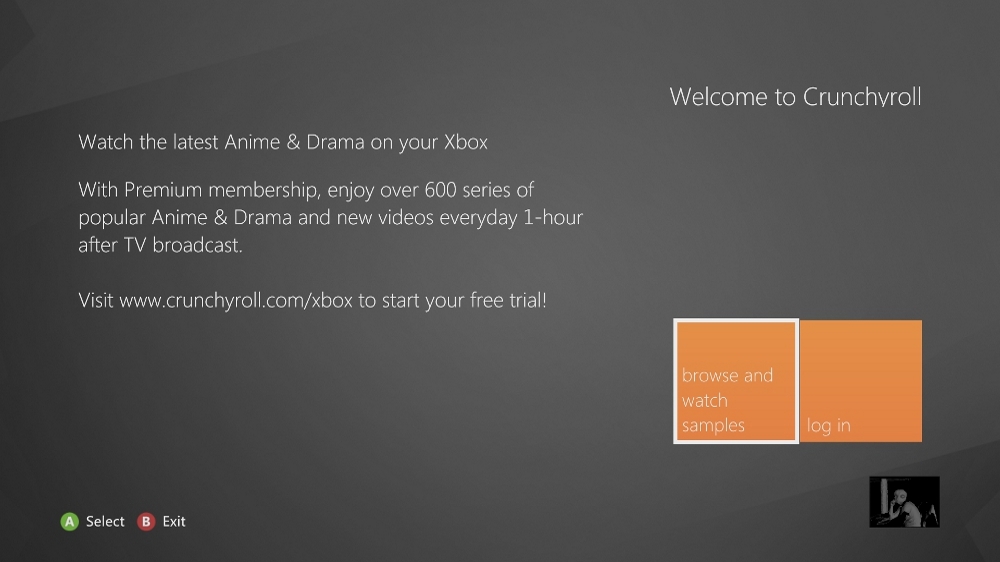 Welcome to Crunchyroll
Watch the latest Anime & Drama on your Xbox
With Premium membership, enjoy over 600 series of
popular Anime & Drama and new videos everyday 1-hour
after TV broadcast.
Visit www.crunchyroll.com/xbox to start your free trial!
browse and
watch
samples
log in
A Select B Exit